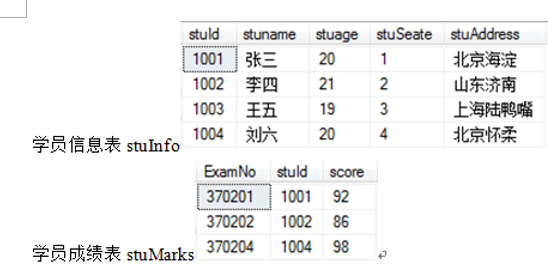 stuId stuname stuage stuSeate stuAddress
1001 张三 20 1 北京海淀
1002 李四 21 2 山东济南
1003 王五 19 3 上海陆鸭嘴
1004 刘六 20 4 北京怀柔
学员信息表 stuInfo
ExamNo stuId score
370201 1001 92
370202 1002 86
370204 1004 98
学员成绩表 stuMarks